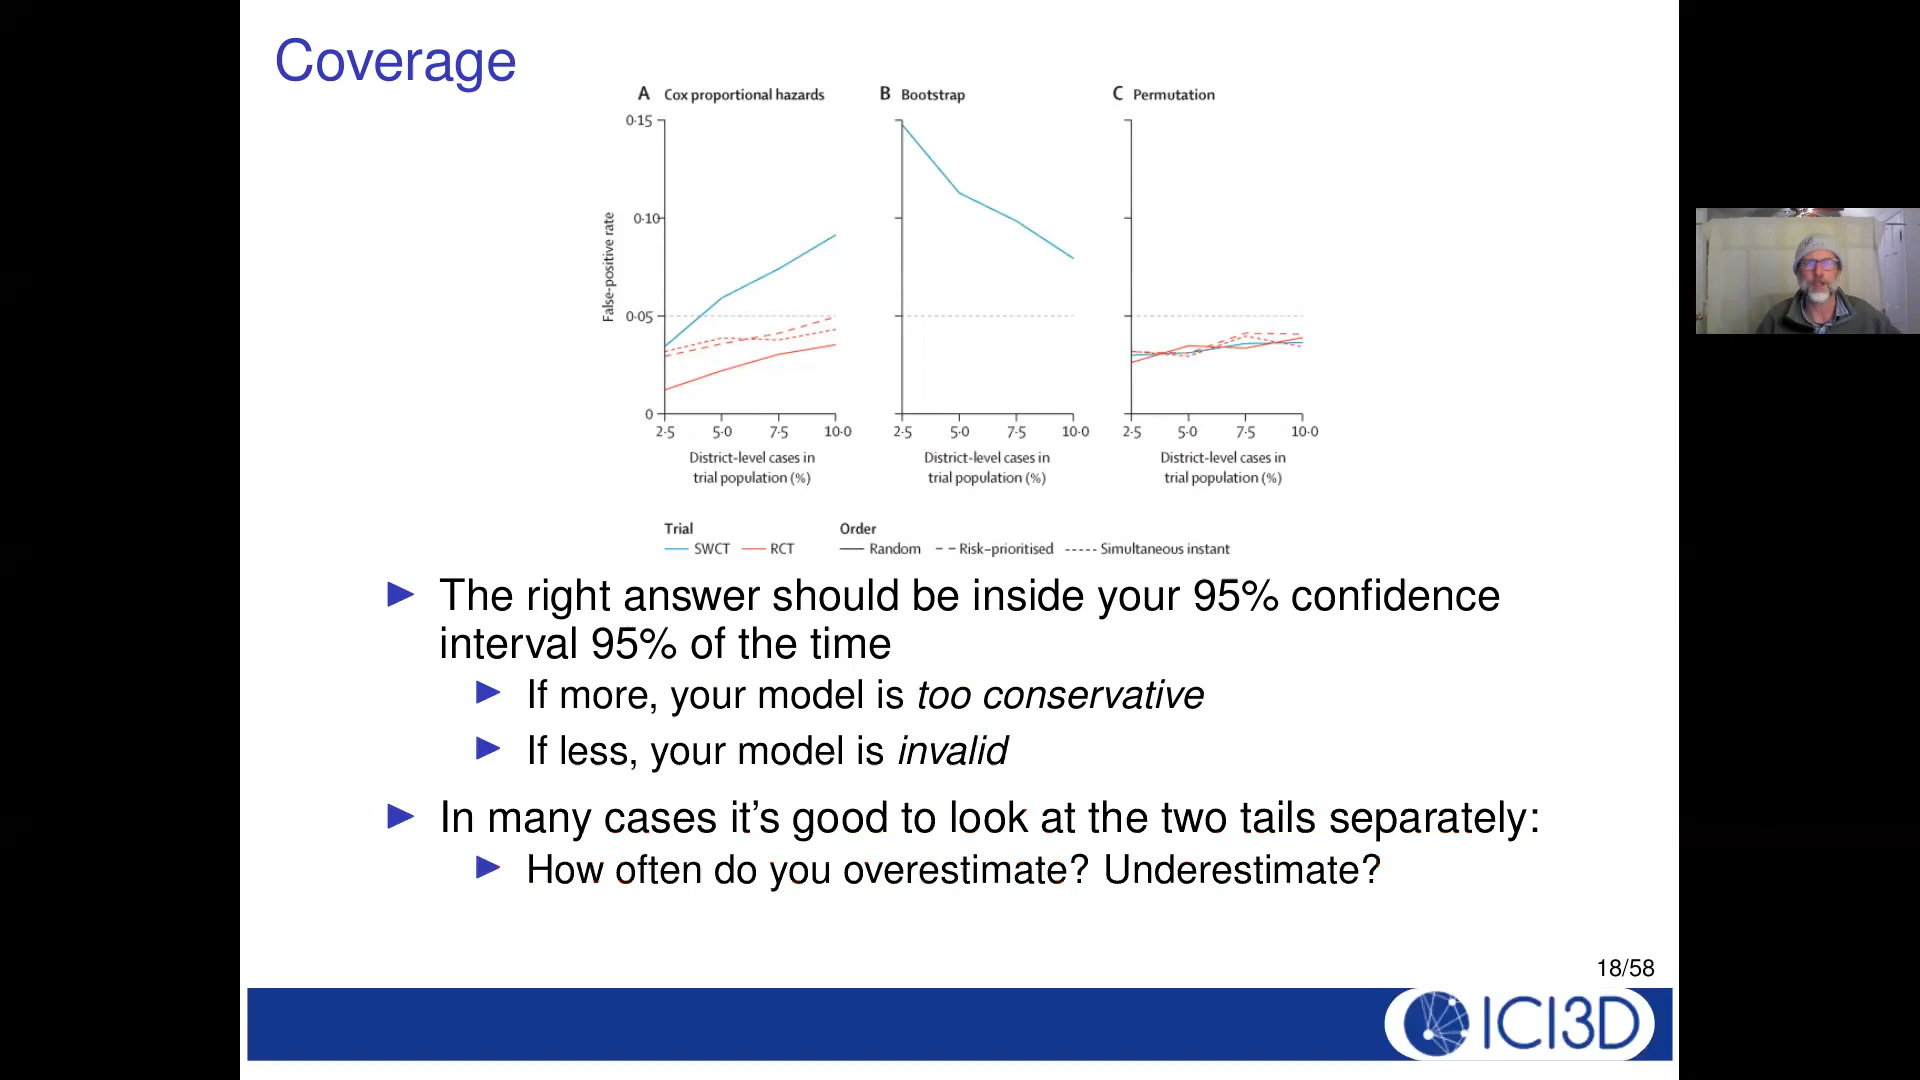 Coverage
A Cox proportional hazards
B Bootstrap
C Permutation
False-positive rate
0·15
0·10
0·05
0
2·5 5·0 7·5 10·0
2·5 5·0 7·5 10·0
2·5 5·0 7·5 10·0
District-level cases in
trial population (%)
District-level cases in
trial population (%)
District-level cases in
trial population (%)
Trial
SWCT RCT
Order
Random Risk-prioritised Simultaneous instant
The right answer should be inside your 95% confidence
interval 95% of the time
If more, your model is too conservative
If less, your model is invalid
In many cases it's good to look at the two tails separately:
How often do you overestimate? Underestimate?
18/58
ICI3D